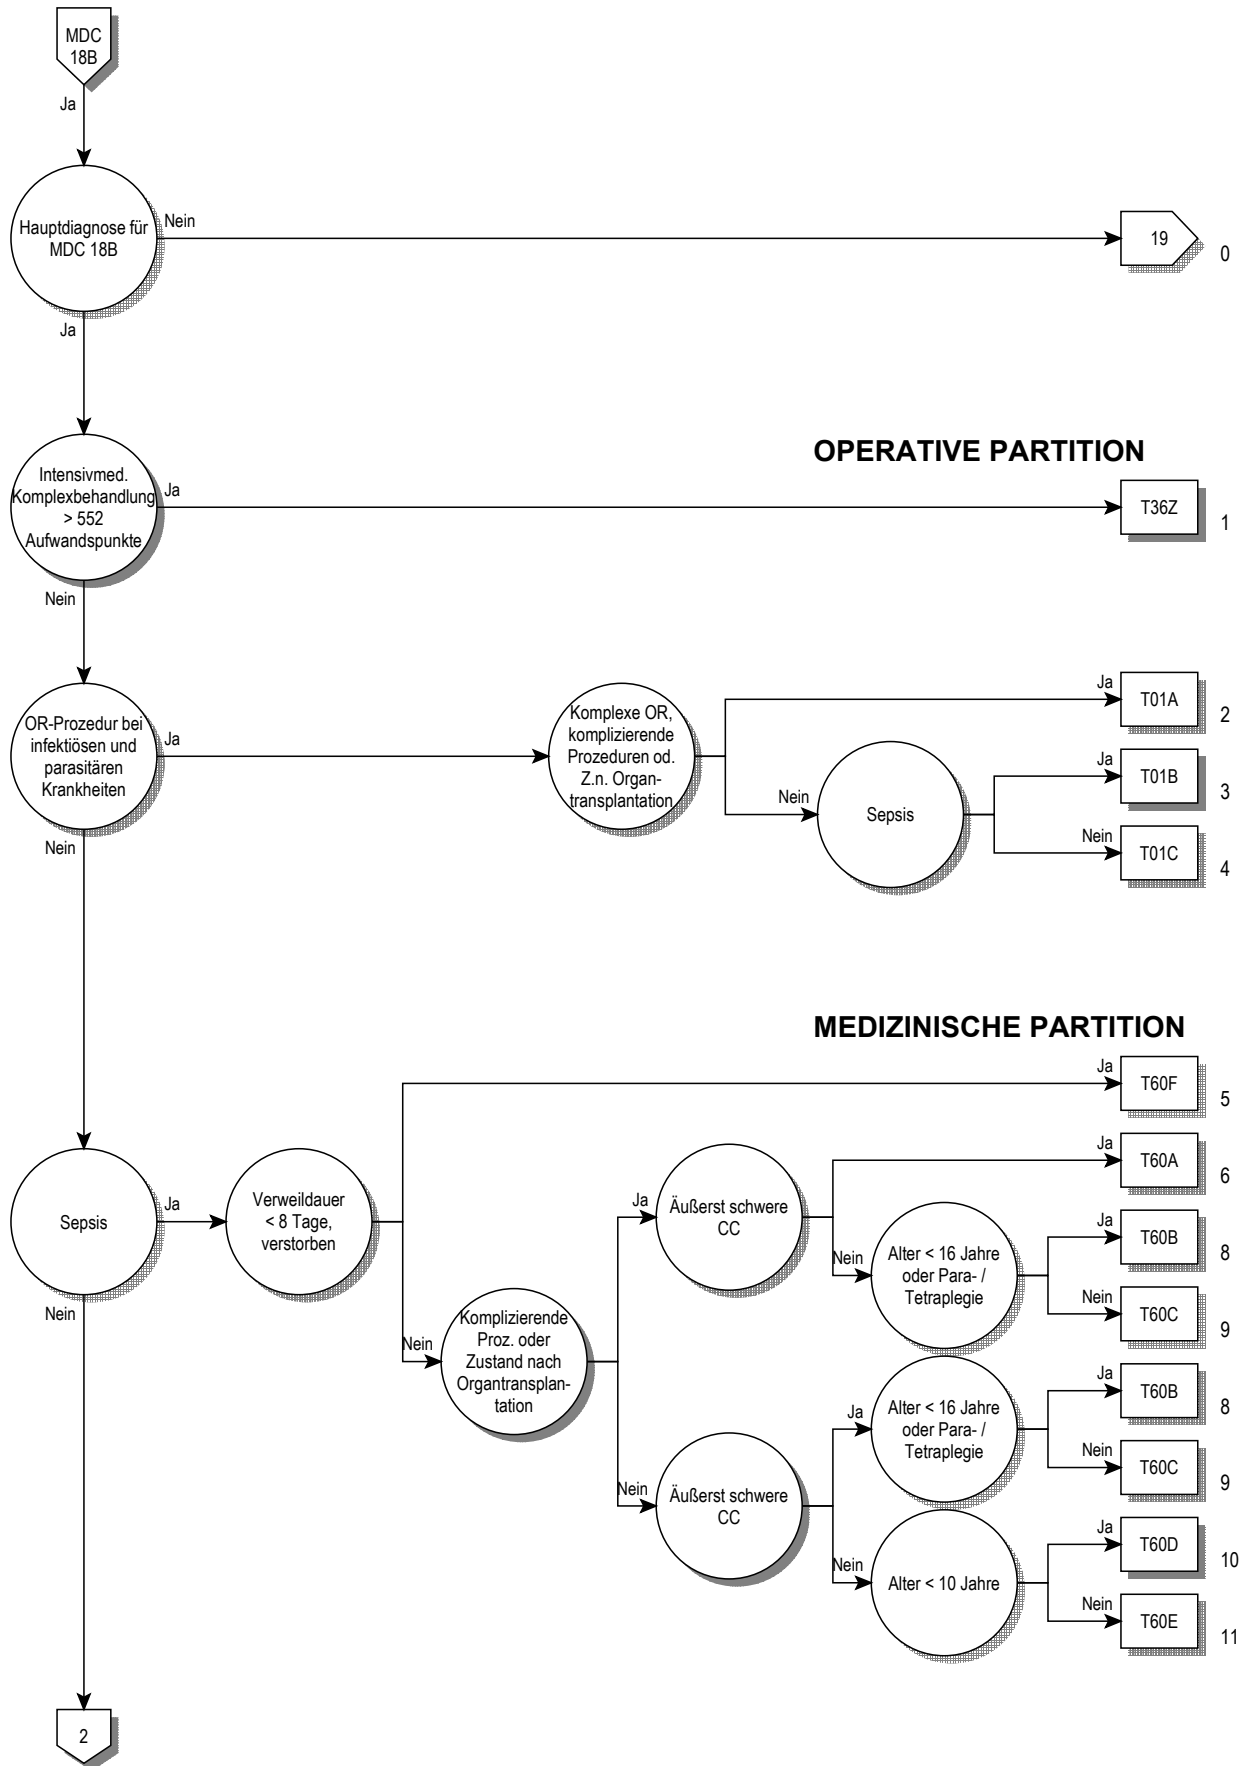 MDC
18B
Ja
Hauptdiagnose für
MDC 18B
Nein
19
0
Ja
OPERATIVE PARTITION
Intensivmed.
Komplexbehandlung
> 552
Aufwandspunkte
Ja
T36Z
1
Nein
OR-Prozedur bei
infektiösen und
parasitären
Krankheiten
Ja
Komplexe OR,
komplizierende
Prozeduren od.
Z.n. Organ-
transplantation
Ja
T01A
2
Nein
Sepsis
Ja
T01B
3
Nein
T01C
4
Nein
MEDIZINISCHE PARTITION
Ja
T60F
5
Sepsis
Ja
Verweildauer
< 8 Tage,
verstorben
Nein
Komplizierende
Proz. oder
Zustand nach
Organtransplan-
tation
Ja
Äußerst schwere
CC
Ja
T60A
6
Nein
Alter < 16 Jahre
oder Para- /
Tetraplegie
Ja
T60B
8
Nein
T60C
9
Nein
Äußerst schwere
CC
Ja
Alter < 16 Jahre
oder Para- /
Tetraplegie
Ja
T60B
8
Nein
T60C
9
Nein
Alter < 10 Jahre
Ja
T60D
10
Nein
T60E
11
Nein
2